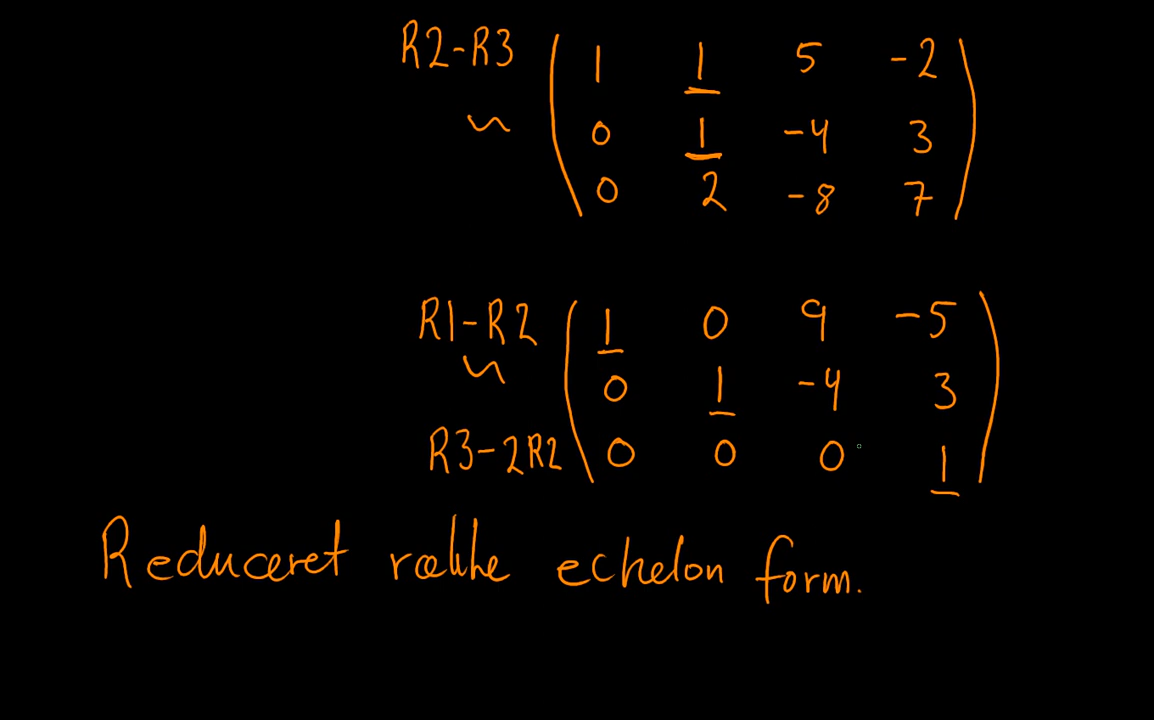 R2-R3 1 1 5 -2
~ 0 1 -4 3
0 2 -8 7
R1-R2 1 0 9 -5
~ 0 1 -4 3
R3-2R2 0 0 0 1
Reduceret række echelon form.